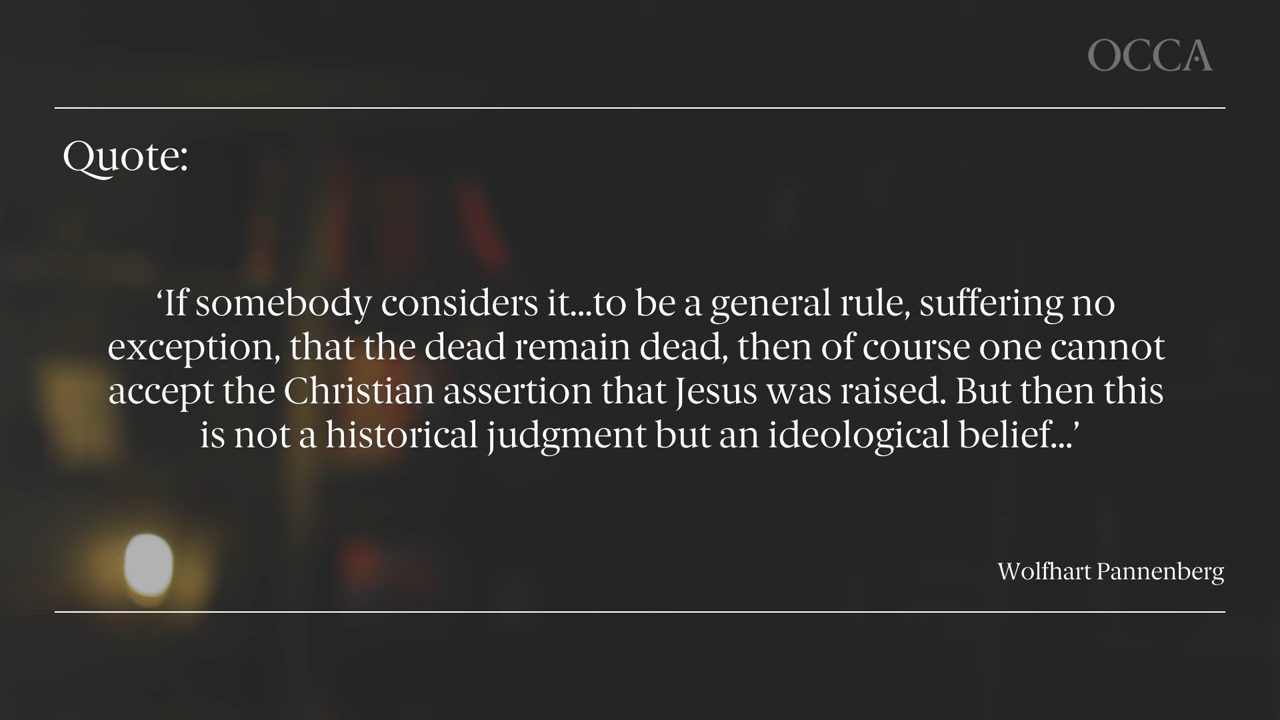 OCCA
Quote:
‘If somebody considers it...to be a general rule, suffering no
exception, that the dead remain dead, then of course one cannot
accept the Christian assertion that Jesus was raised. But then this
is not a historical judgment but an ideological belief...’
Wolfhart Pannenberg